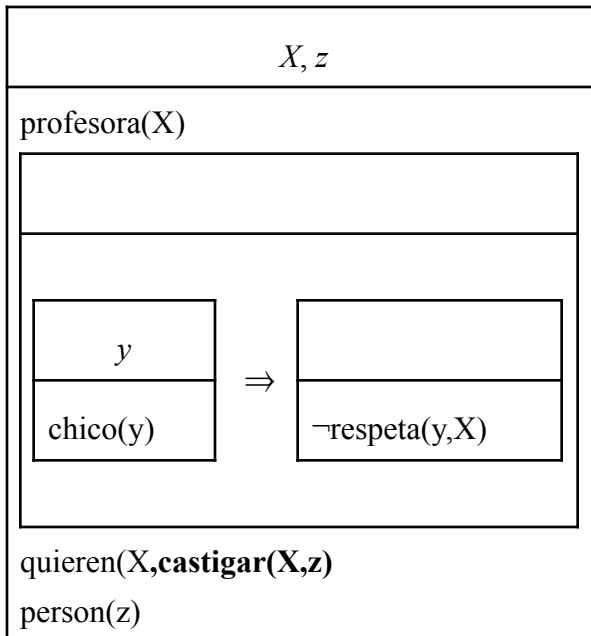 X, z
profesora(X)
y
⇒
chico(y)
¬respeta(y,X)
quieren(X,castigar(X,z)
person(z)